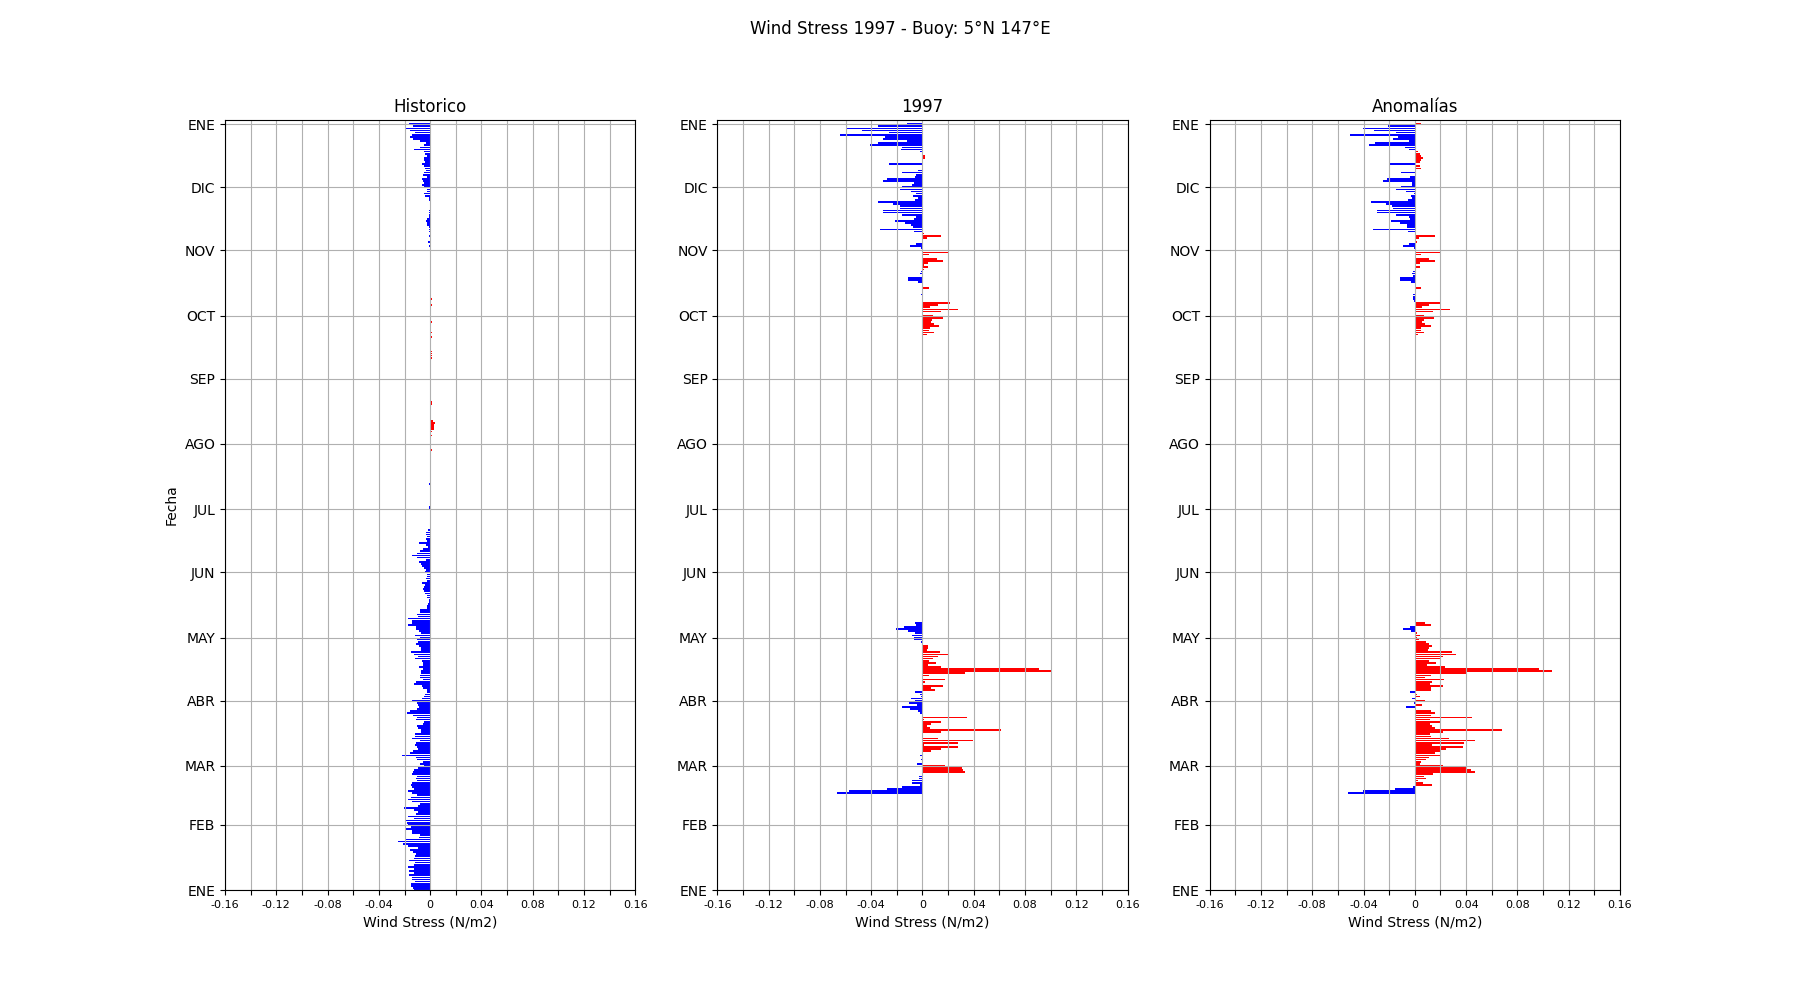 Wind Stress 1997 - Buoy: 5°N 147°E
Historico
ENE
DIC
NOV
OCT
SEP
AGO
JUL
JUN
MAY
ABR
MAR
FEB
ENE
Fecha
-0.16 -0.12 -0.08 -0.04 0 0.04 0.08 0.12 0.16
Wind Stress (N/m2)
1997
ENE
DIC
NOV
OCT
SEP
AGO
JUL
JUN
MAY
ABR
MAR
FEB
ENE
-0.16 -0.12 -0.08 -0.04 0 0.04 0.08 0.12 0.16
Wind Stress (N/m2)
Anomalías
ENE
DIC
NOV
OCT
SEP
AGO
JUL
JUN
MAY
ABR
MAR
FEB
ENE
-0.16 -0.12 -0.08 -0.04 0 0.04 0.08 0.12 0.16
Wind Stress (N/m2)